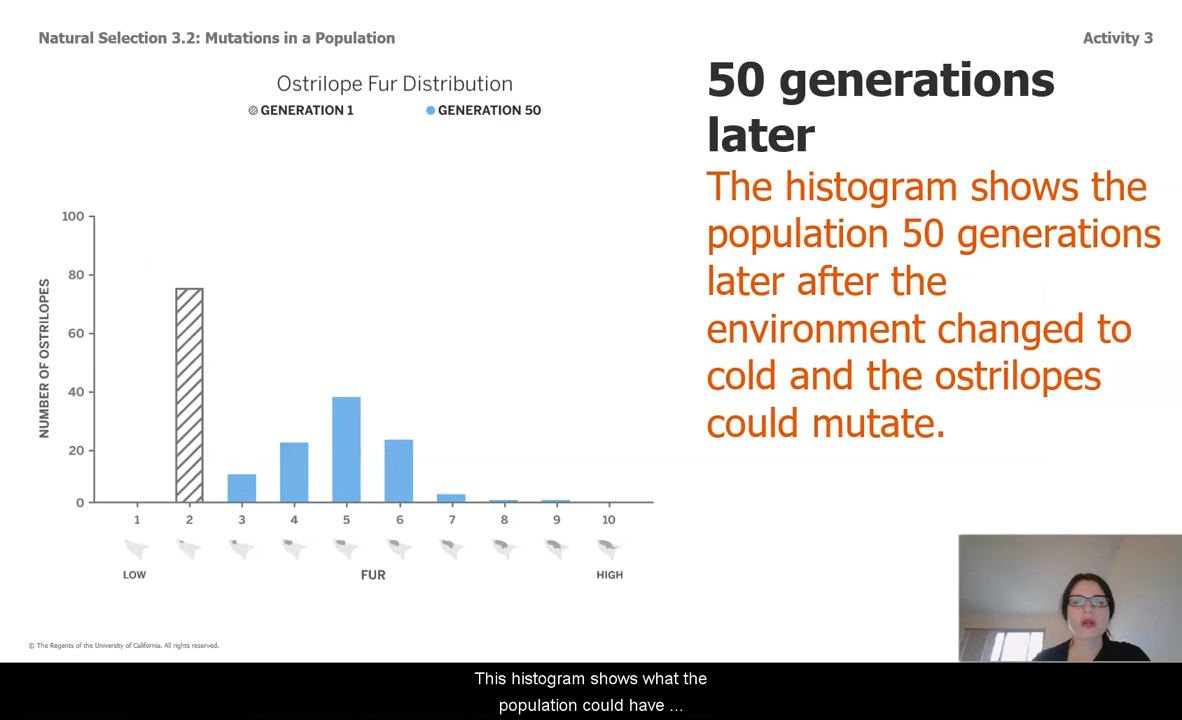 Natural Selection 3.2: Mutations in a Population
Activity 3
Ostrilope Fur Distribution
GENERATION 1
GENERATION 50
100
80
60
40
20
0
NUMBER OF OSTRILOPES
1 2 3 4 5 6 7 8 9 10
LOW
FUR
HIGH
50 generations
later
The histogram shows the
population 50 generations
later after the
environment changed to
cold and the ostrilopes
could mutate.
© The Regents of the University of California. All rights reserved.
This histogram shows what the
population could have ...